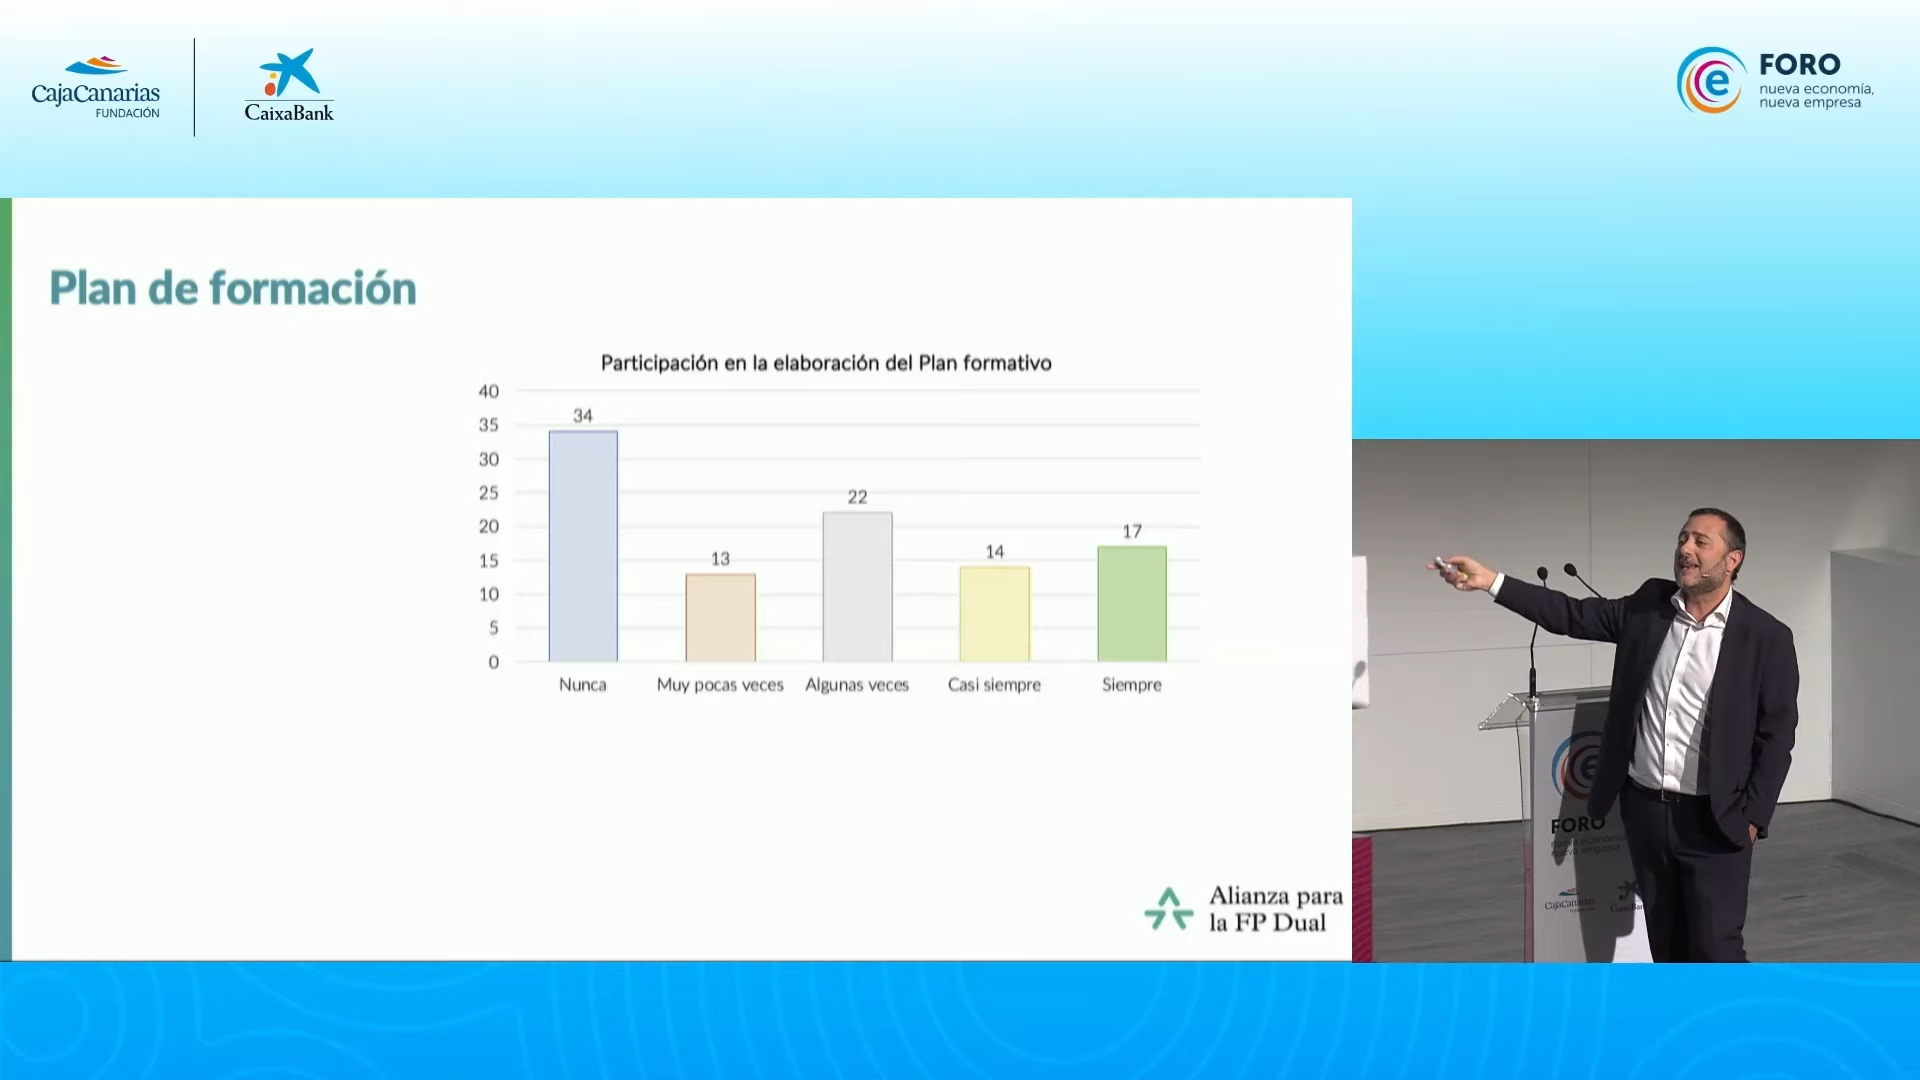 CajaCanarias
FUNDACIÓN
CaixaBank
FORO
nueva economía,
nueva empresa
Plan de formación
Participación en la elaboración del Plan formativo
40
35
30
25
20
15
10
5
0
34
13
22
14
17
Nunca
Muy pocas veces
Algunas veces
Casi siempre
Siempre
Alianza para
la FP Dual
FORO
CajaCanarias